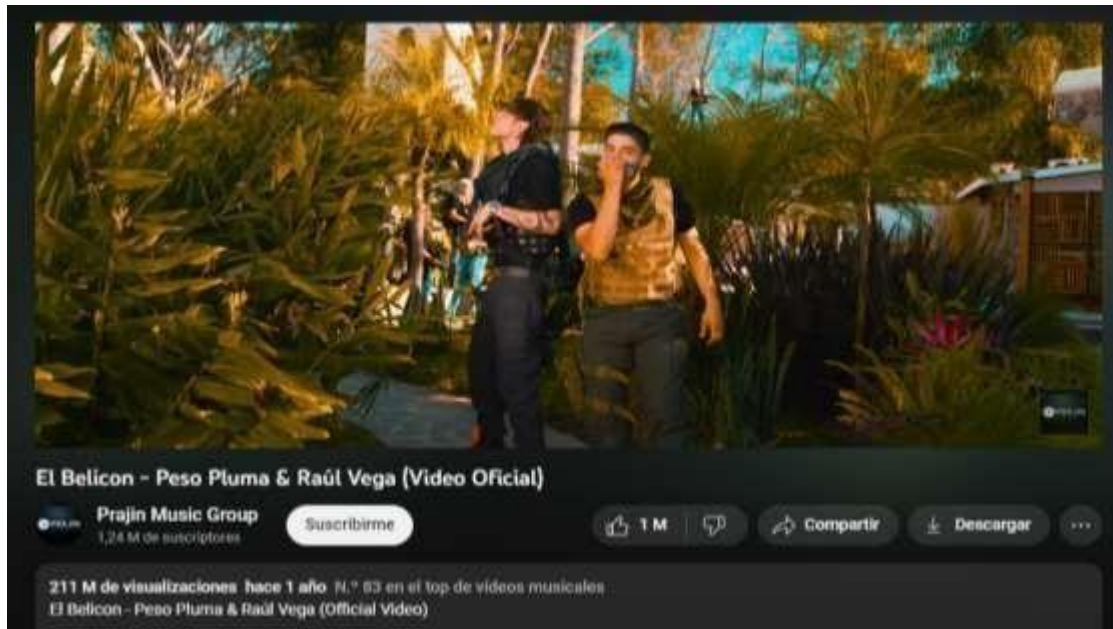 El Belicon - Peso Pluma & Raúl Vega (Video Oficial)
Prajin Music Group
1,24 M de suscriptores
Suscribirme
1 M
Compartir
Descargar
211 M de visualizaciones hace 1 año N.º 83 en el top de videos musicales
El Belicon - Peso Pluma & Raúl Vega (Official Video)